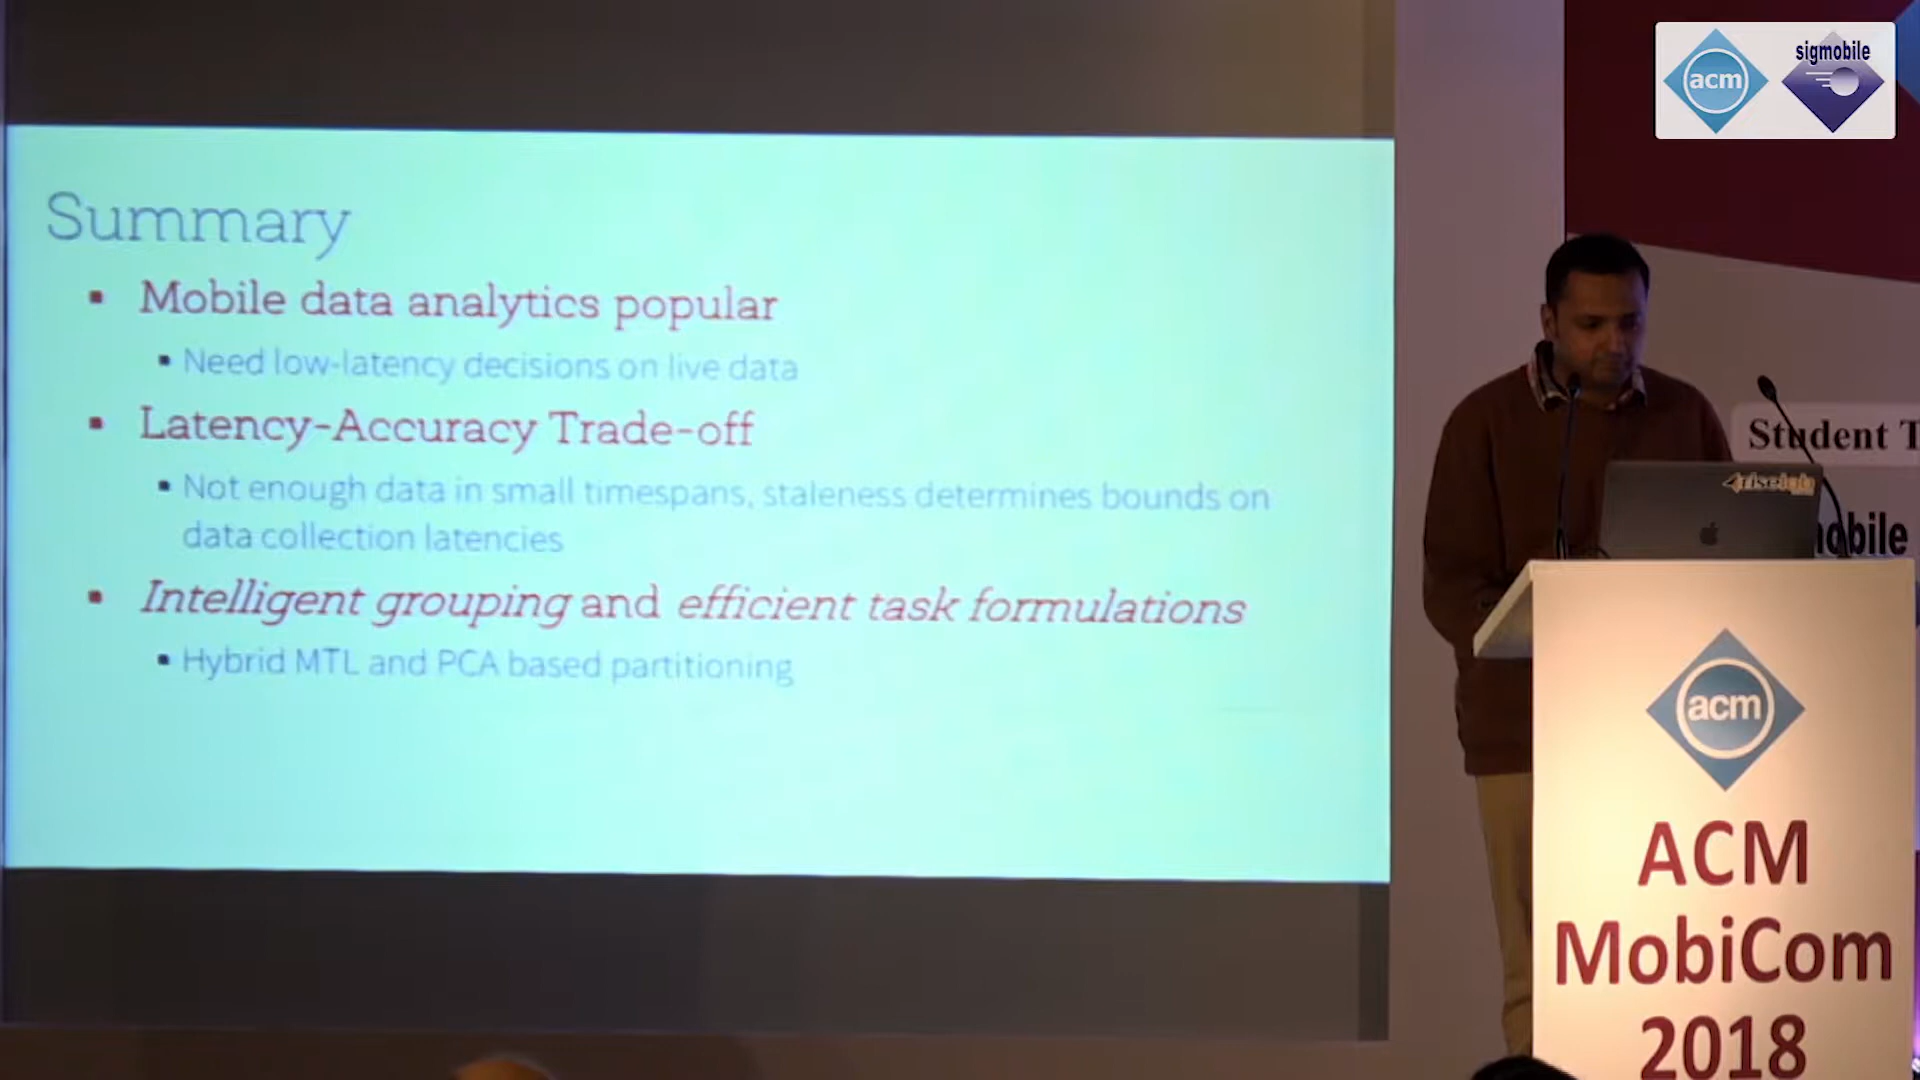 acm
sigmobile
Summary
▪ Mobile data analytics popular
▪ Need low-latency decisions on live data
▪ Latency-Accuracy Trade-off
▪ Not enough data in small timespans, staleness determines bounds on
data collection latencies
▪ Intelligent grouping and efficient task formulations
▪ Hybrid MTL and PCA based partitioning
Student T
riselab
mobile
acm
ACM
MobiCom
2018